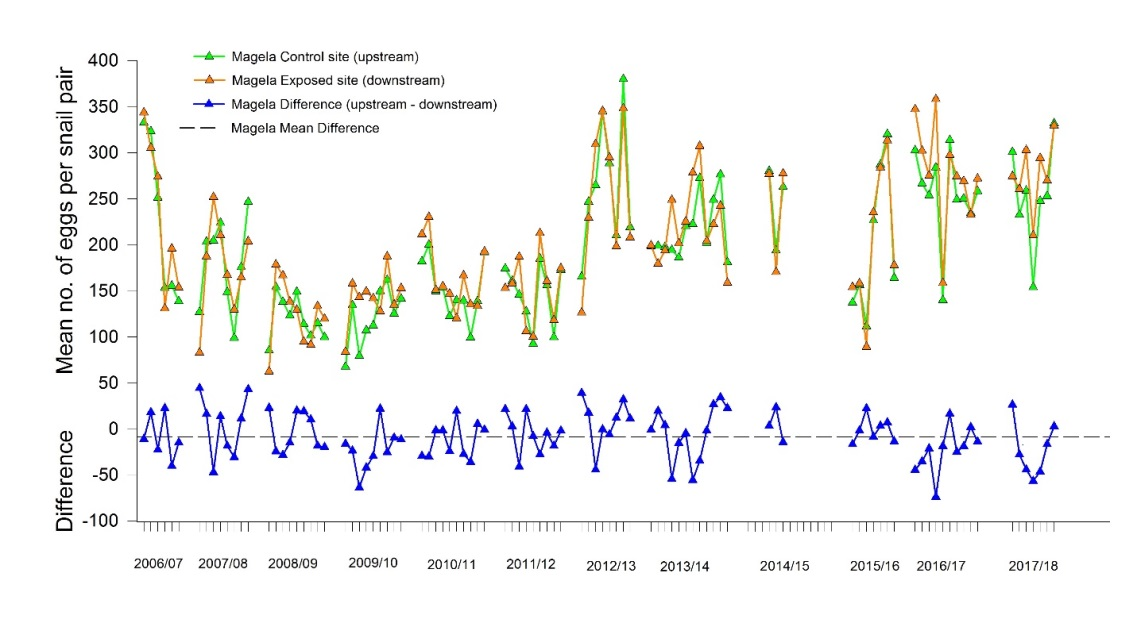 Magela Control site (upstream)
Magela Exposed site (downstream)
Magela Difference (upstream - downstream)
Magela Mean Difference
Mean no. of eggs per snail pair
Difference
400
350
300
250
200
150
100
50
0
-50
-100
2006/07 2007/08 2008/09 2009/10 2010/11 2011/12 2012/13 2013/14 2014/15 2015/16 2016/17 2017/18